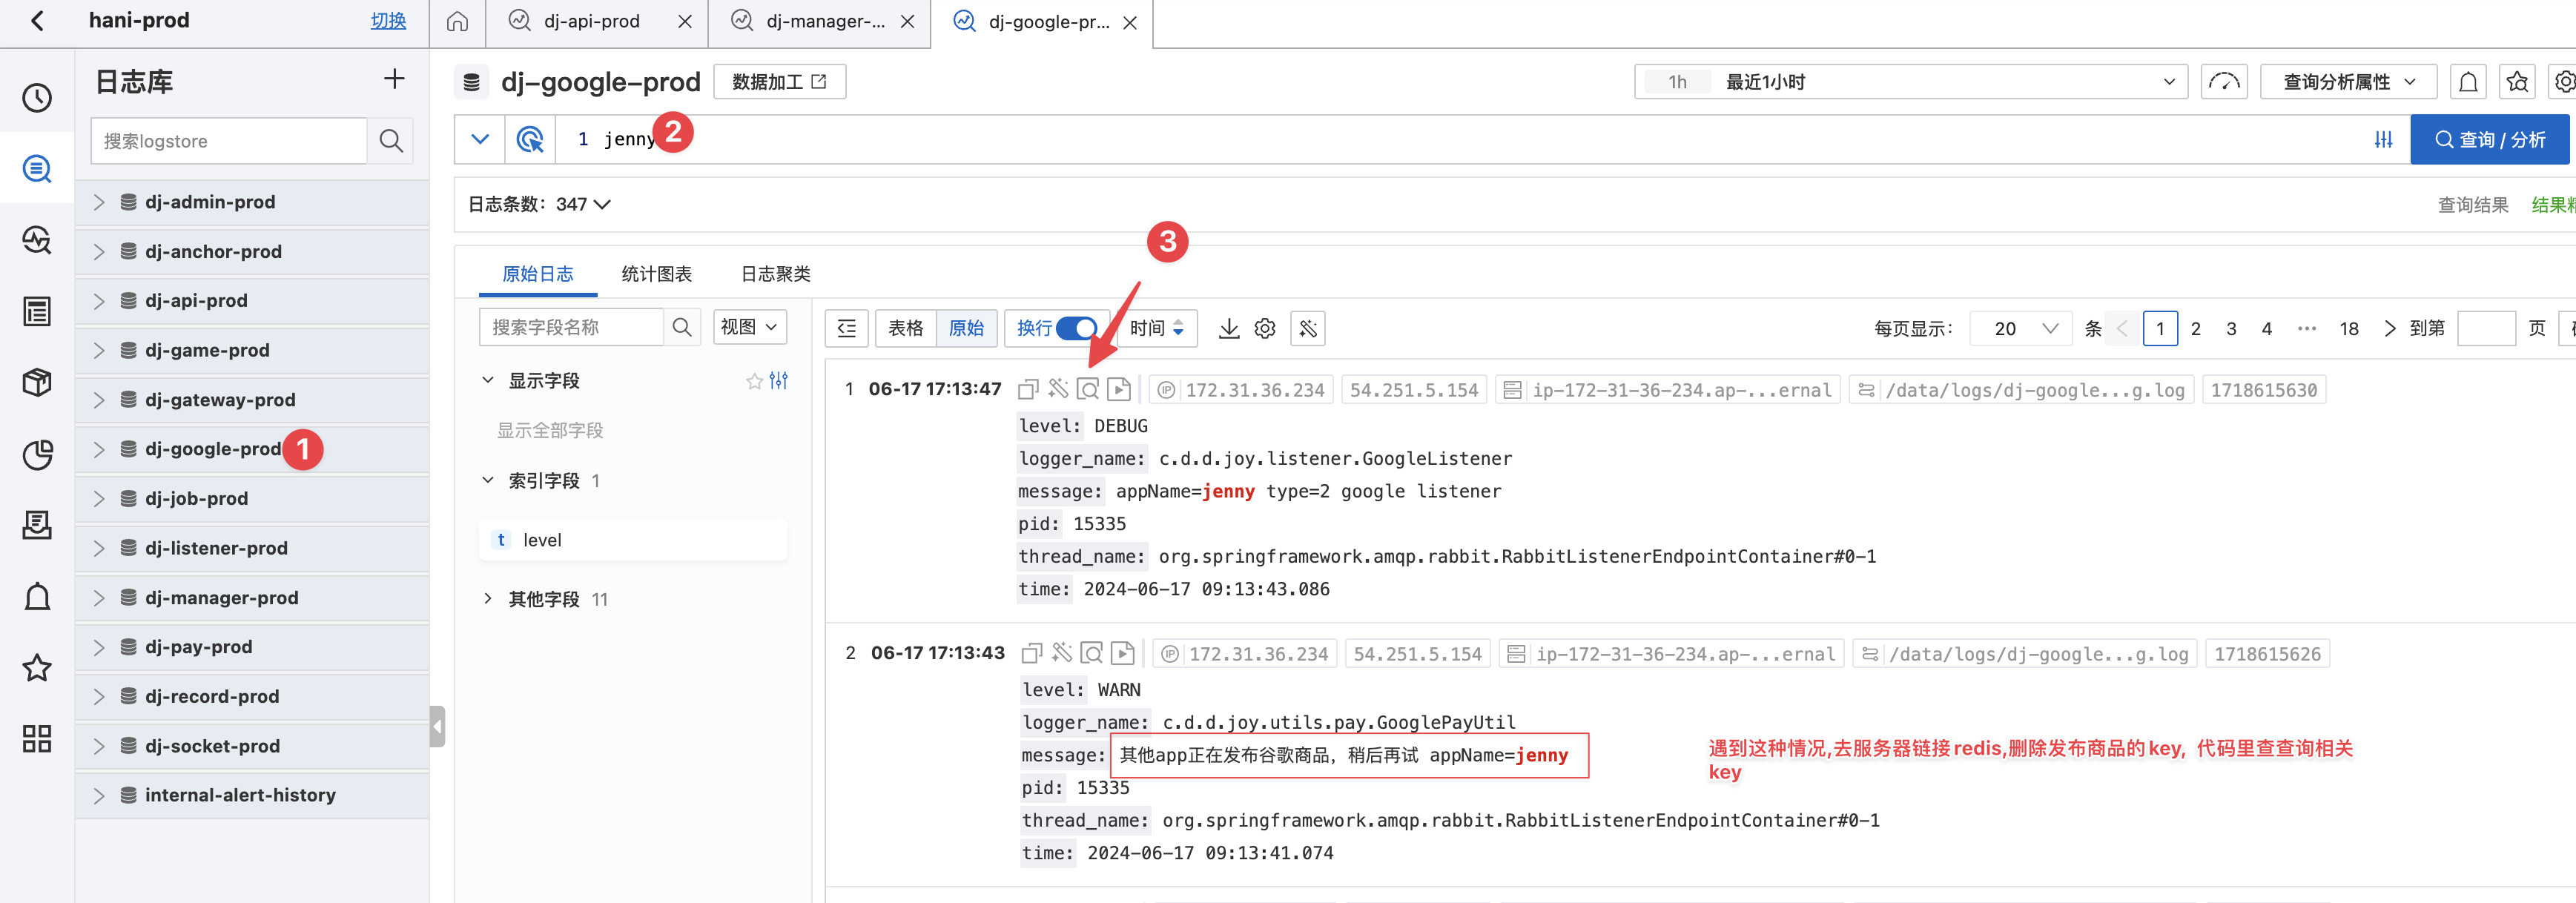 hani-prod 切换 dj-api-prod dj-manager-... dj-google-pr...
日志库
dj-google-prod 数据加工 1h 最近1小时 查询分析属性
搜索logstore
1 jenny 2 查询 / 分析
dj-admin-prod
dj-anchor-prod
dj-api-prod
dj-game-prod
dj-gateway-prod
dj-google-prod 1
dj-job-prod
dj-listener-prod
dj-manager-prod
dj-pay-prod
dj-record-prod
dj-socket-prod
internal-alert-history
日志条数: 347 查询结果
3
原始日志 统计图表 日志聚类
搜索字段名称 视图
显示字段
显示全部字段
索引字段 1
t level
其他字段 11
表格 原始 换行 时间 每页显示: 20 条 1 2 3 4 ... 18 到第 页
1 06-17 17:13:47 IP 172.31.36.234 54.251.5.154 ip-172-31-36-234.ap-...ernal /data/logs/dj-google...g.log 1718615630
level: DEBUG
logger_name: c.d.d.joy.listener.GoogleListener
message: appName=jenny type=2 google listener
pid: 15335
thread_name: org.springframework.amqp.rabbit.RabbitListenerEndpointContainer#0-1
time: 2024-06-17 09:13:43.086
2 06-17 17:13:43 IP 172.31.36.234 54.251.5.154 ip-172-31-36-234.ap-...ernal /data/logs/dj-google...g.log 1718615626
level: WARN
logger_name: c.d.d.joy.utils.pay.GooglePayUtil
message: 其他app正在发布谷歌商品，稍后再试 appName=jenny
pid: 15335
thread_name: org.springframework.amqp.rabbit.RabbitListenerEndpointContainer#0-1
time: 2024-06-17 09:13:41.074
遇到这种情况,去服务器链接redis,删除发布商品的key, 代码里查查询相关
key